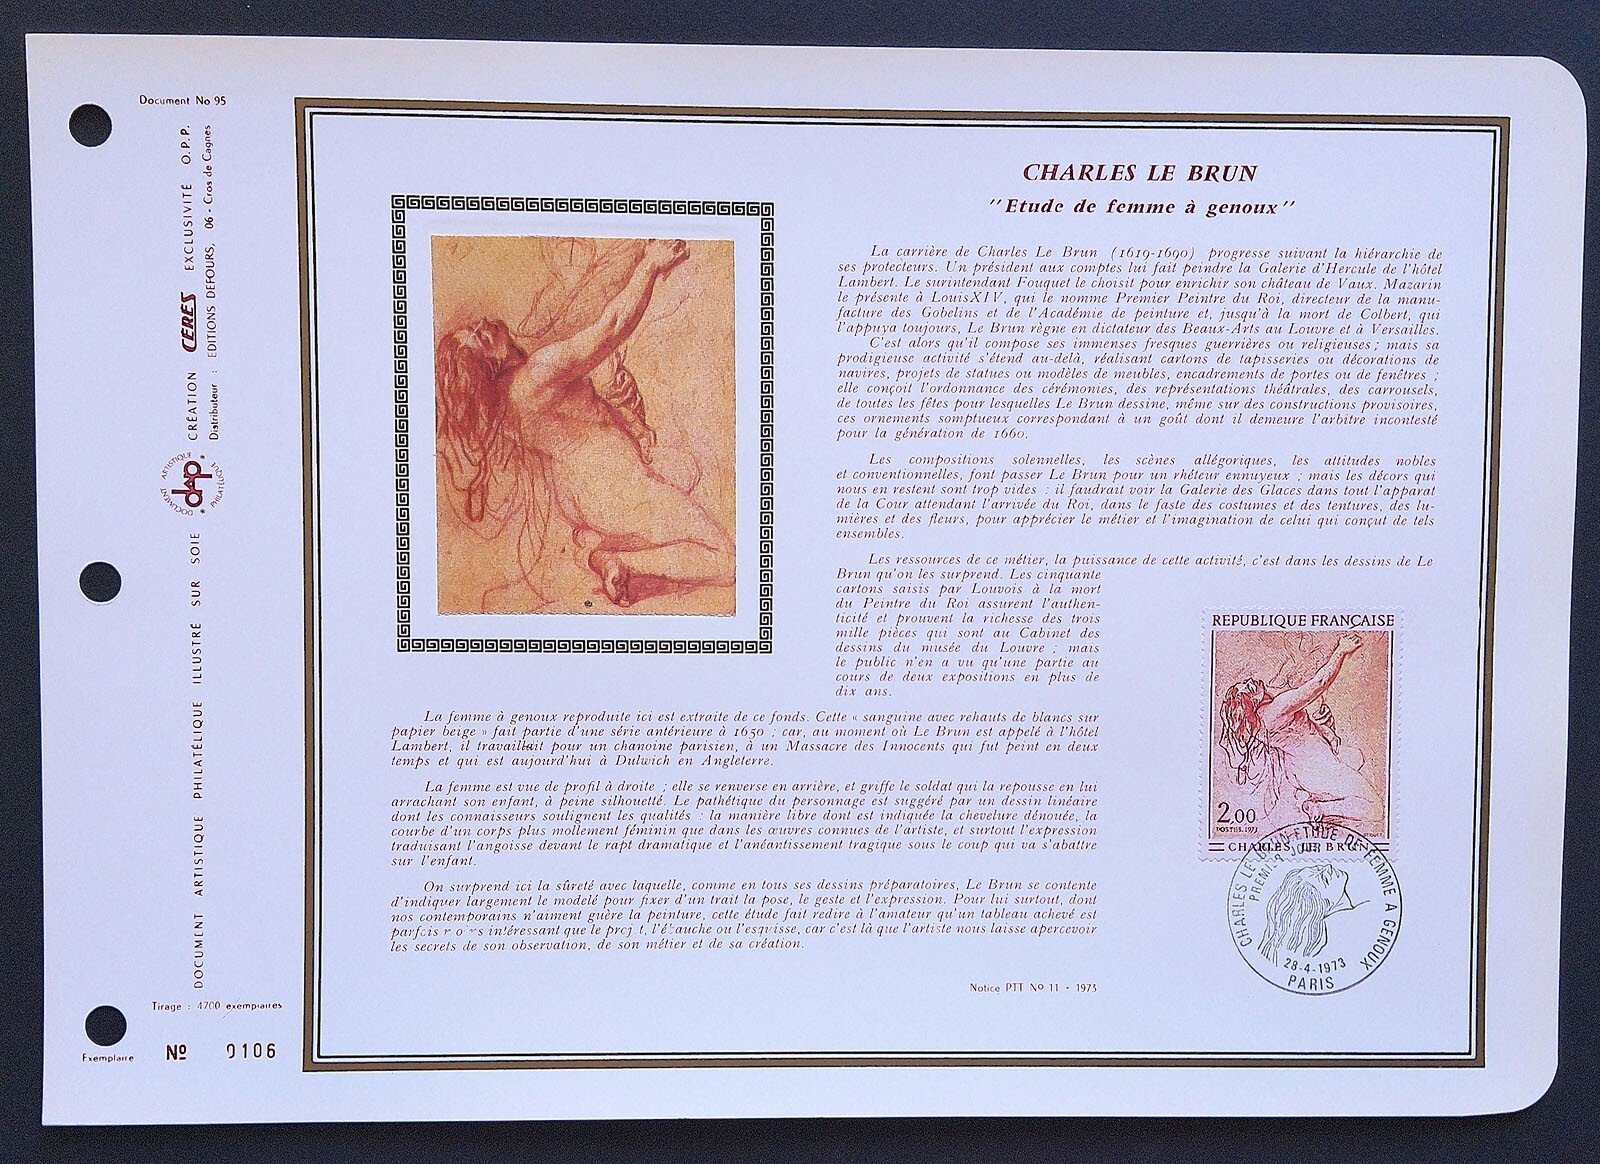 Document No 95
CRÉATION CERES EXCLUSIVITÉ O.P.P.
Distributeur : EDITIONS DEFOURS, 06 - Cros de Cagnes
DOCUMENT ARTISTIQUE
dap
PHILATÉLIQUE
DOCUMENT ARTISTIQUE PHILATÉLIQUE ILLUSTRÉ SUR SOIE
Tirage : 4700 exemplaires
Exemplaire Nº 0106
CHARLES LE BRUN
"Etude de femme à genoux"
La carrière de Charles Le Brun (1619-1690) progresse suivant la hiérarchie de
ses protecteurs. Un président aux comptes lui fait peindre la Galerie d'Hercule de l'hôtel
Lambert. Le surintendant Fouquet le choisit pour enrichir son château de Vaux. Mazarin
le présente à LouisXIV, qui le nomme Premier Peintre du Roi, directeur de la manu-
facture des Gobelins et de l'Académie de peinture et, jusqu'à la mort de Colbert, qui
l'appuya toujours, Le Brun règne en dictateur des Beaux-Arts au Louvre et à Versailles.
C'est alors qu'il compose ses immenses fresques guerrières ou religieuses ; mais sa
prodigieuse activité s'étend au-delà, réalisant cartons de tapisseries ou décorations de
navires, projets de statues ou modèles de meubles, encadrements de portes ou de fenêtres ;
elle conçoit l'ordonnance des cérémonies, des représentations théâtrales, des carrousels,
de toutes les fêtes pour lesquelles Le Brun dessine, même sur des constructions provisoires,
ces ornements somptueux correspondant à un goût dont il demeure l'arbitre incontesté
pour la génération de 1660.
Les compositions solennelles, les scènes allégoriques, les attitudes nobles
et conventionnelles, font passer Le Brun pour un rhéteur ennuyeux ; mais les décors qui
nous en restent sont trop vides : il faudrait voir la Galerie des Glaces dans tout l'apparat
de la Cour attendant l'arrivée du Roi, dans le faste des costumes et des tentures, des lu-
mières et des fleurs, pour apprécier le métier et l'imagination de celui qui conçut de tels
ensembles.
Les ressources de ce métier, la puissance de cette activité, c'est dans les dessins de Le
Brun qu'on les surprend. Les cinquante
cartons saisis par Louvois à la mort
du Peintre du Roi assurent l'authen-
ticité et prouvent la richesse des trois
mille pièces qui sont au Cabinet des
dessins du musée du Louvre ; mais
le public n'en a vu qu'une partie au
cours de deux expositions en plus de
dix ans.
La femme à genoux reproduite ici est extraite de ce fonds. Cette « sanguine avec rehauts de blancs sur
papier beige » fait partie d'une série antérieure à 1650 ; car, au moment où Le Brun est appelé à l'hôtel
Lambert, il travaillait pour un chanoine parisien, à un Massacre des Innocents qui fut peint en deux
temps et qui est aujourd'hui à Dulwich en Angleterre.
La femme est vue de profil à droite ; elle se renverse en arrière, et griffe le soldat qui la repousse en lui
arrachant son enfant, à peine silhouetté. Le pathétique du personnage est suggéré par un dessin linéaire
dont les connaisseurs soulignent les qualités : la manière libre dont est indiquée la chevelure dénouée, la
courbe d'un corps plus mollement féminin que dans les œuvres connues de l'artiste, et surtout l'expression
traduisant l'angoisse devant le rapt dramatique et l'anéantissement tragique sous le coup qui va s'abattre
sur l'enfant.
On surprend ici la sûreté avec laquelle, comme en tous ses dessins préparatoires, Le Brun se contente
d'indiquer largement le modelé pour fixer d'un trait la pose, le geste et l'expression. Pour lui surtout, dont
nos contemporains n'aiment guère la peinture, cette étude fait redire à l'amateur qu'un tableau achevé est
parfois moins intéressant que le projet, l'ébauche ou l'esquisse, car c'est là que l'artiste nous laisse apercevoir
les secrets de son observation, de son métier et de sa création.
Notice PTT Nº 11 - 1973
REPUBLIQUE FRANÇAISE
2,00
POSTES. 1973
CHARLES LE BRUN
CHARLES LE BRUN-ETUDE DE FEMME A GENOUX
PREMIER JOUR
28-4-1973
PARIS